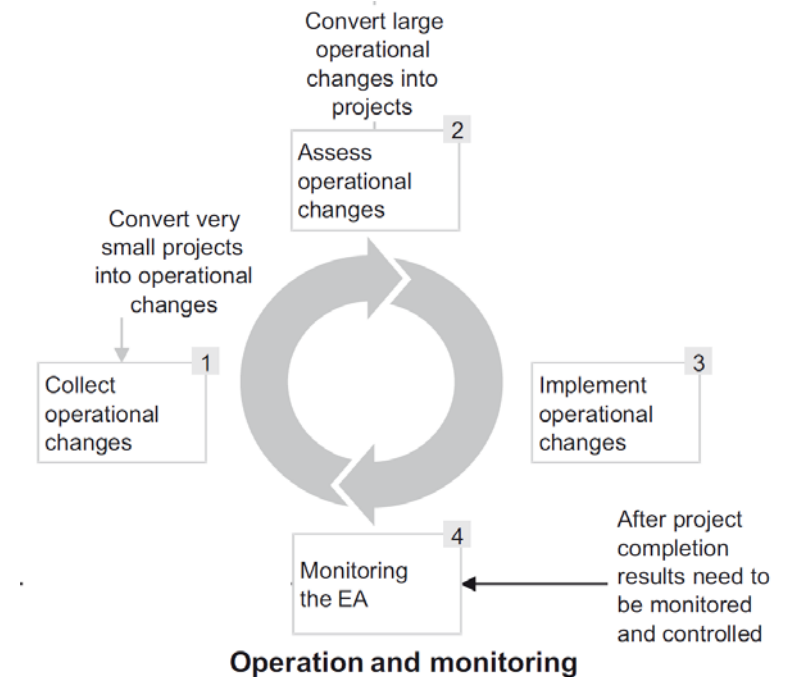 Convert large
operational
changes into
projects
2
Assess
operational
changes
Convert very
small projects
into operational
changes
1
Collect
operational
changes
3
Implement
operational
changes
4
Monitoring
the EA
After project
completion
results need to
be monitored
and controlled
Operation and monitoring